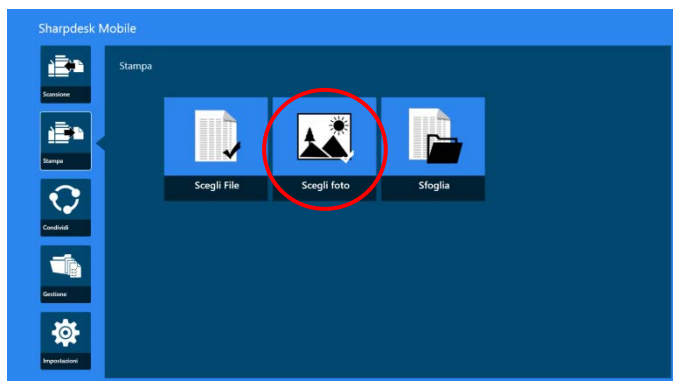 Sharpdesk Mobile
Scansione
Stampa
Condividi
Gestione
Impostazioni
Stampa
Scegli File
Scegli foto
Sfoglia